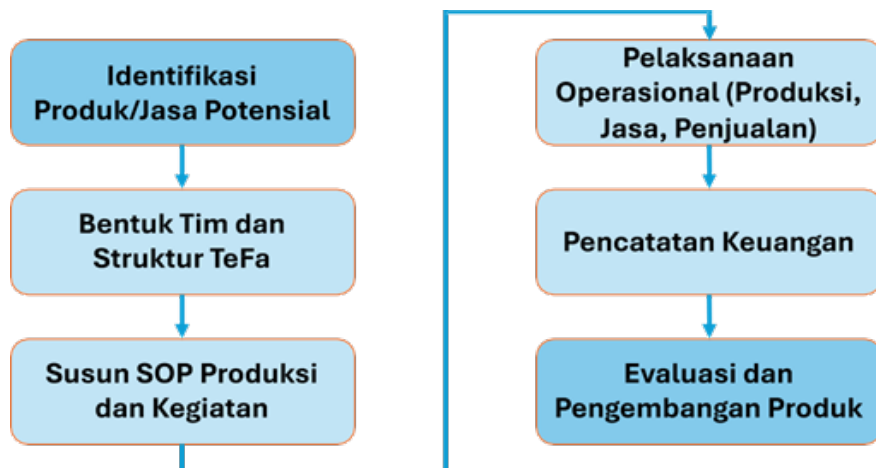 Identifikasi
Produk/Jasa Potensial
Bentuk Tim dan
Struktur TeFa
Susun SOP Produksi
dan Kegiatan
Pelaksanaan
Operasional (Produksi,
Jasa, Penjualan)
Pencatatan Keuangan
Evaluasi dan
Pengembangan Produk